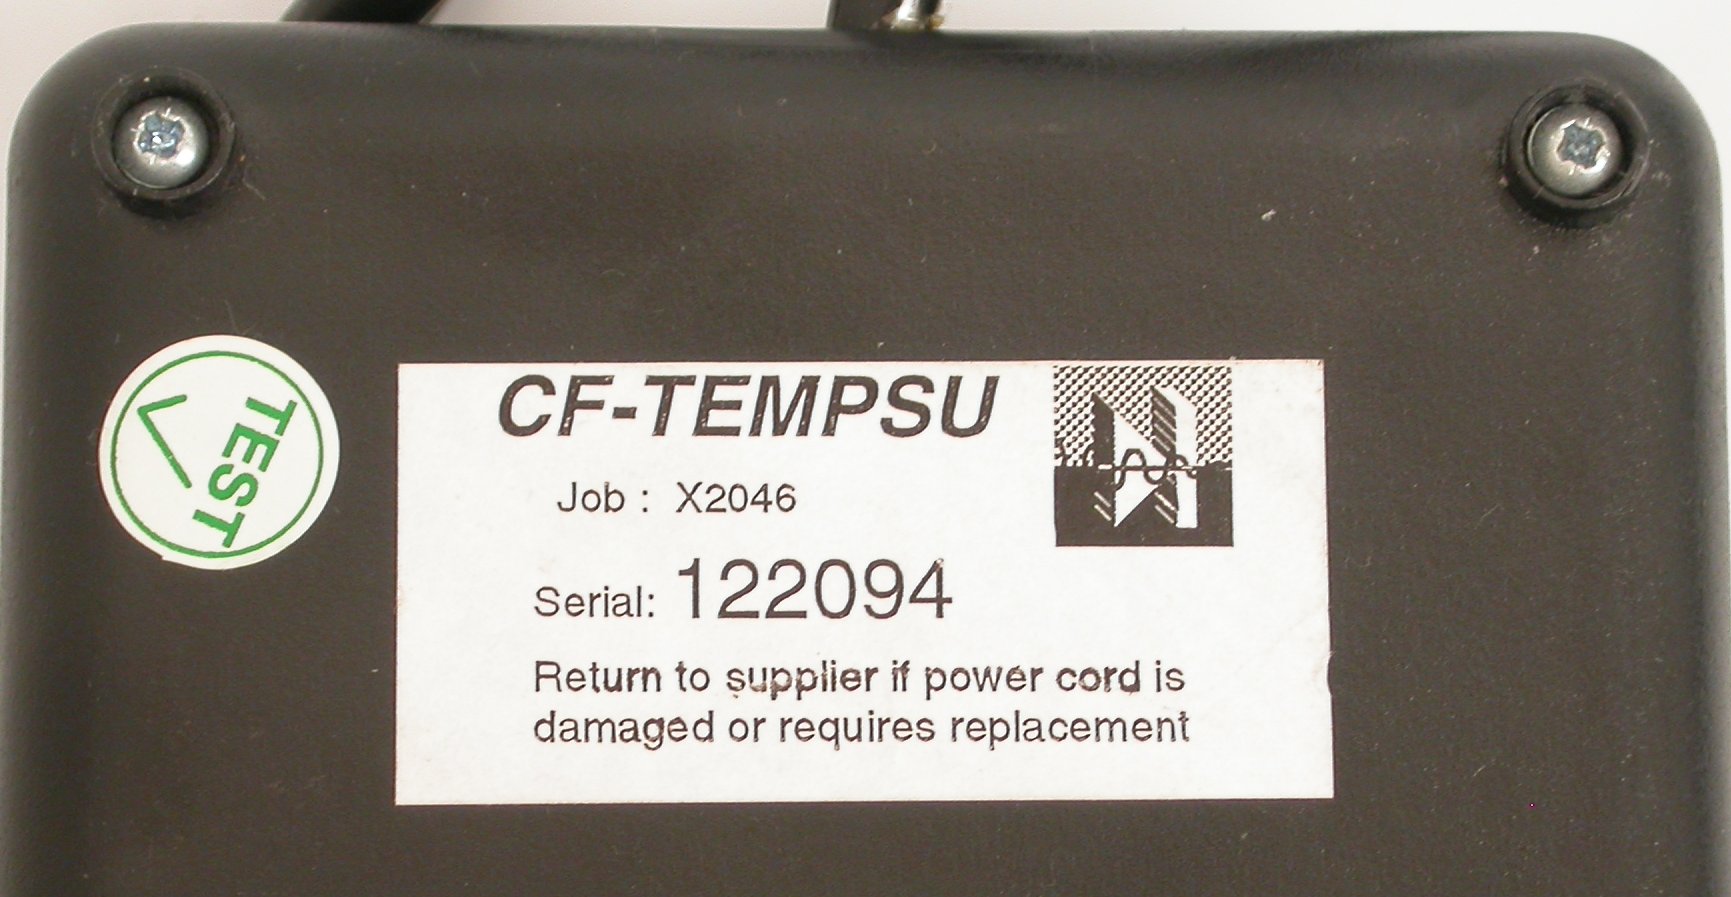 CF-TEMPSU
Job : X2046
Serial: 122094
Return to supplier if power cord is
damaged or requires replacement
TEST